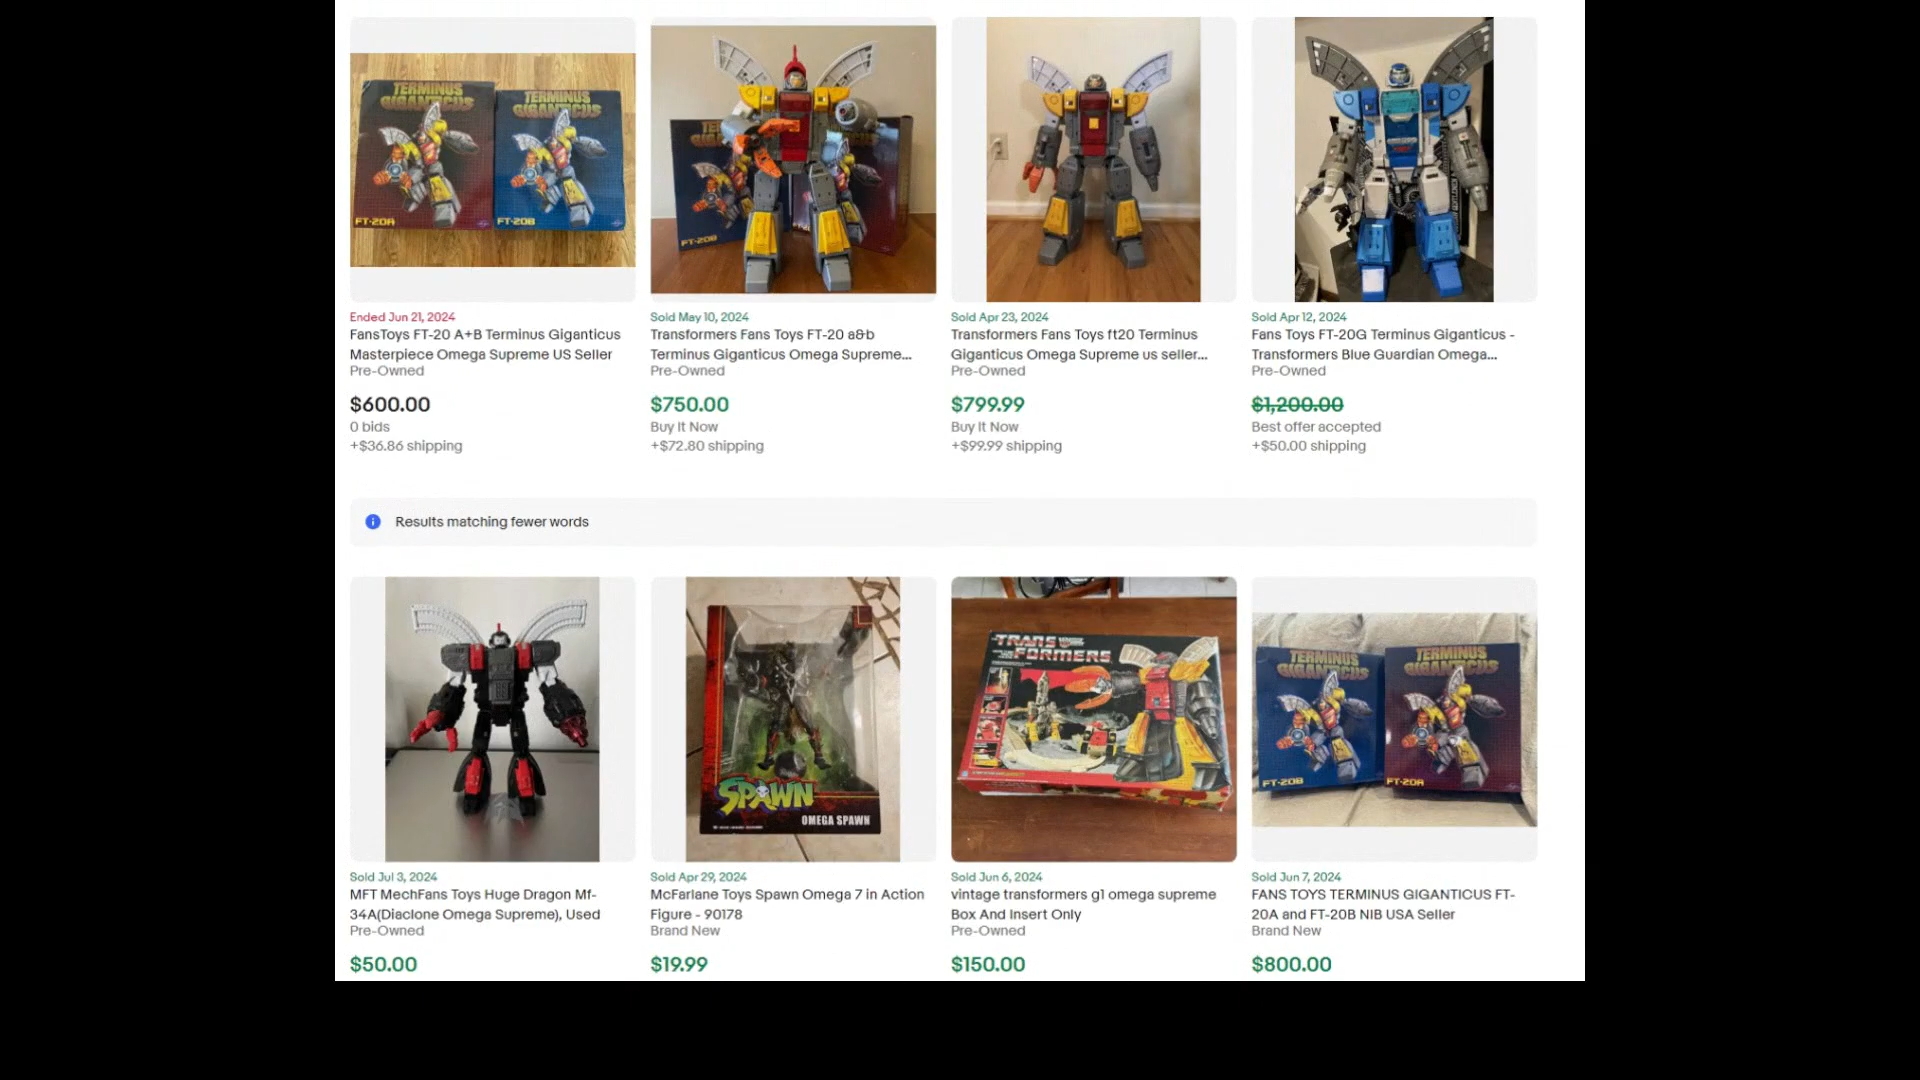 TERMINUS
GIGANTICUS
FT-20A
TERMINUS
GIGANTICUS
FT-20B
FT-20B
Ended Jun 21, 2024
FansToys FT-20 A+B Terminus Giganticus
Masterpiece Omega Supreme US Seller
Pre-Owned
$600.00
0 bids
+$36.86 shipping
Sold May 10, 2024
Transformers Fans Toys FT-20 a&b
Terminus Giganticus Omega Supreme...
Pre-Owned
$750.00
Buy It Now
+$72.80 shipping
Sold Apr 23, 2024
Transformers Fans Toys ft20 Terminus
Giganticus Omega Supreme us seller...
Pre-Owned
$799.99
Buy It Now
+$99.99 shipping
Sold Apr 12, 2024
Fans Toys FT-20G Terminus Giganticus -
Transformers Blue Guardian Omega...
Pre-Owned
$1,200.00
Best offer accepted
+$50.00 shipping
Results matching fewer words
Sold Jul 3, 2024
MFT MechFans Toys Huge Dragon Mf-
34A(Diaclone Omega Supreme), Used
Pre-Owned
$50.00
SPAWN
OMEGA SPAWN
Sold Apr 29, 2024
McFarlane Toys Spawn Omega 7 in Action
Figure - 90178
Brand New
$19.99
TRANS
FORMERS
Sold Jun 6, 2024
vintage transformers g1 omega supreme
Box And Insert Only
Pre-Owned
$150.00
TERMINUS
GIGANTICUS
FT-20B
TERMINUS
GIGANTICUS
FT-20A
Sold Jun 7, 2024
FANS TOYS TERMINUS GIGANTICUS FT-
20A and FT-20B NIB USA Seller
Brand New
$800.00